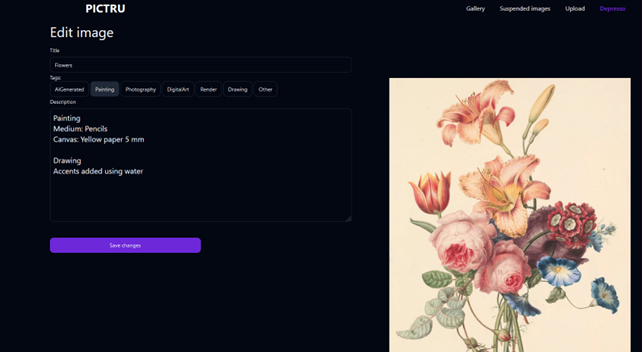 PICTRU
Gallery Suspended images Upload Depresso
Edit image
Title
Flowers
Tags:
AIGenerated Painting Photography DigitalArt Render Drawing Other
Description
Painting
Medium: Pencils
Canvas: Yellow paper 5 mm
Drawing
Accents added using water
Save changes